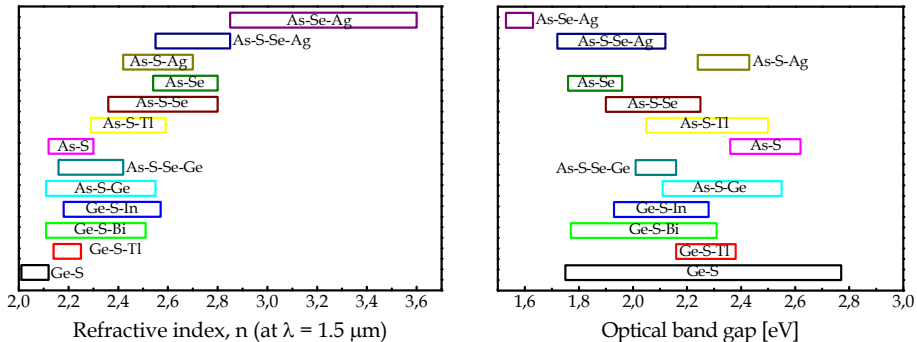 As-Se-Ag
As-S-Se-Ag
As-S-Ag
As-Se
As-S-Se
As-S-Tl
As-S
As-S-Se-Ge
As-S-Ge
Ge-S-In
Ge-S-Bi
Ge-S-Tl
Ge-S
2,0 2,2 2,4 2,6 2,8 3,0 3,2 3,4 3,6
Refractive index, n (at λ = 1.5 μm)
As-Se-Ag
As-S-Se-Ag
As-S-Ag
As-Se
As-S-Se
As-S-Tl
As-S
As-S-Se-Ge
As-S-Ge
Ge-S-In
Ge-S-Bi
Ge-S-Tl
Ge-S
1,6 1,8 2,0 2,2 2,4 2,6 2,8 3,0
Optical band gap [eV]